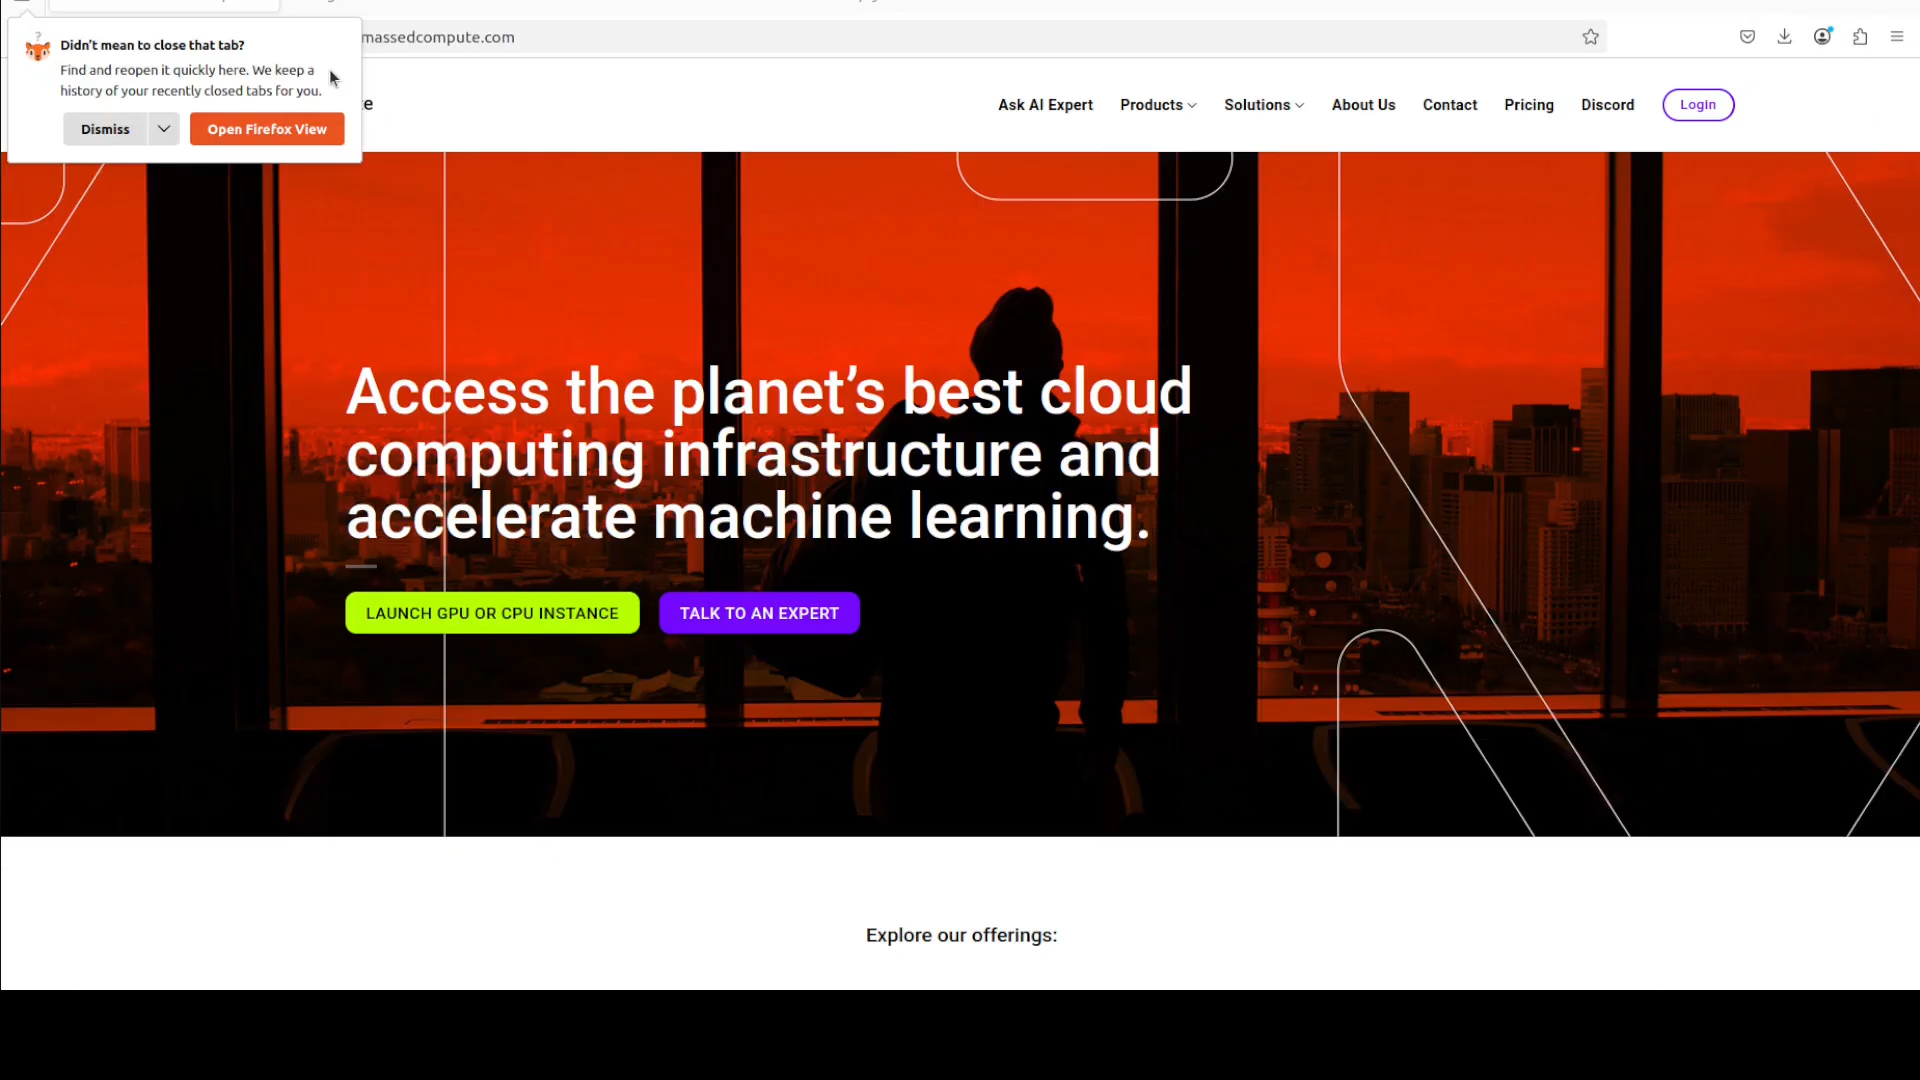 Didn't mean to close that tab?
Find and reopen it quickly here. We keep a
history of your recently closed tabs for you.
Dismiss
Open Firefox View
massedcompute.com
Ask AI Expert
Products
Solutions
About Us
Contact
Pricing
Discord
Login
Access the planet’s best cloud
computing infrastructure and
accelerate machine learning.
LAUNCH GPU OR CPU INSTANCE
TALK TO AN EXPERT
Explore our offerings: